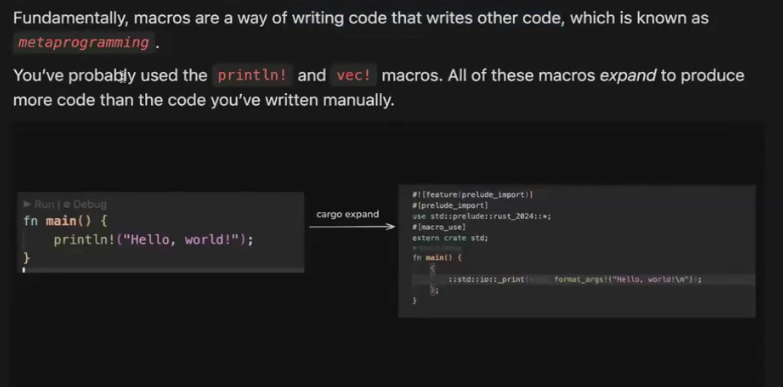 Fundamentally, macros are a way of writing code that writes other code, which is known as
metaprogramming .
You've probably used the println! and vec! macros. All of these macros expand to produce
more code than the code you've written manually.
Run | Debug
fn main() {
println!("Hello, world!");
}
cargo expand
#![feature(prelude_import)]
#[prelude_import]
use std::prelude::rust_2024::*;
#[macro_use]
extern crate std;
fn main() {
{
::std::io::_print( format_args!("Hello, world!\n"));
};
}